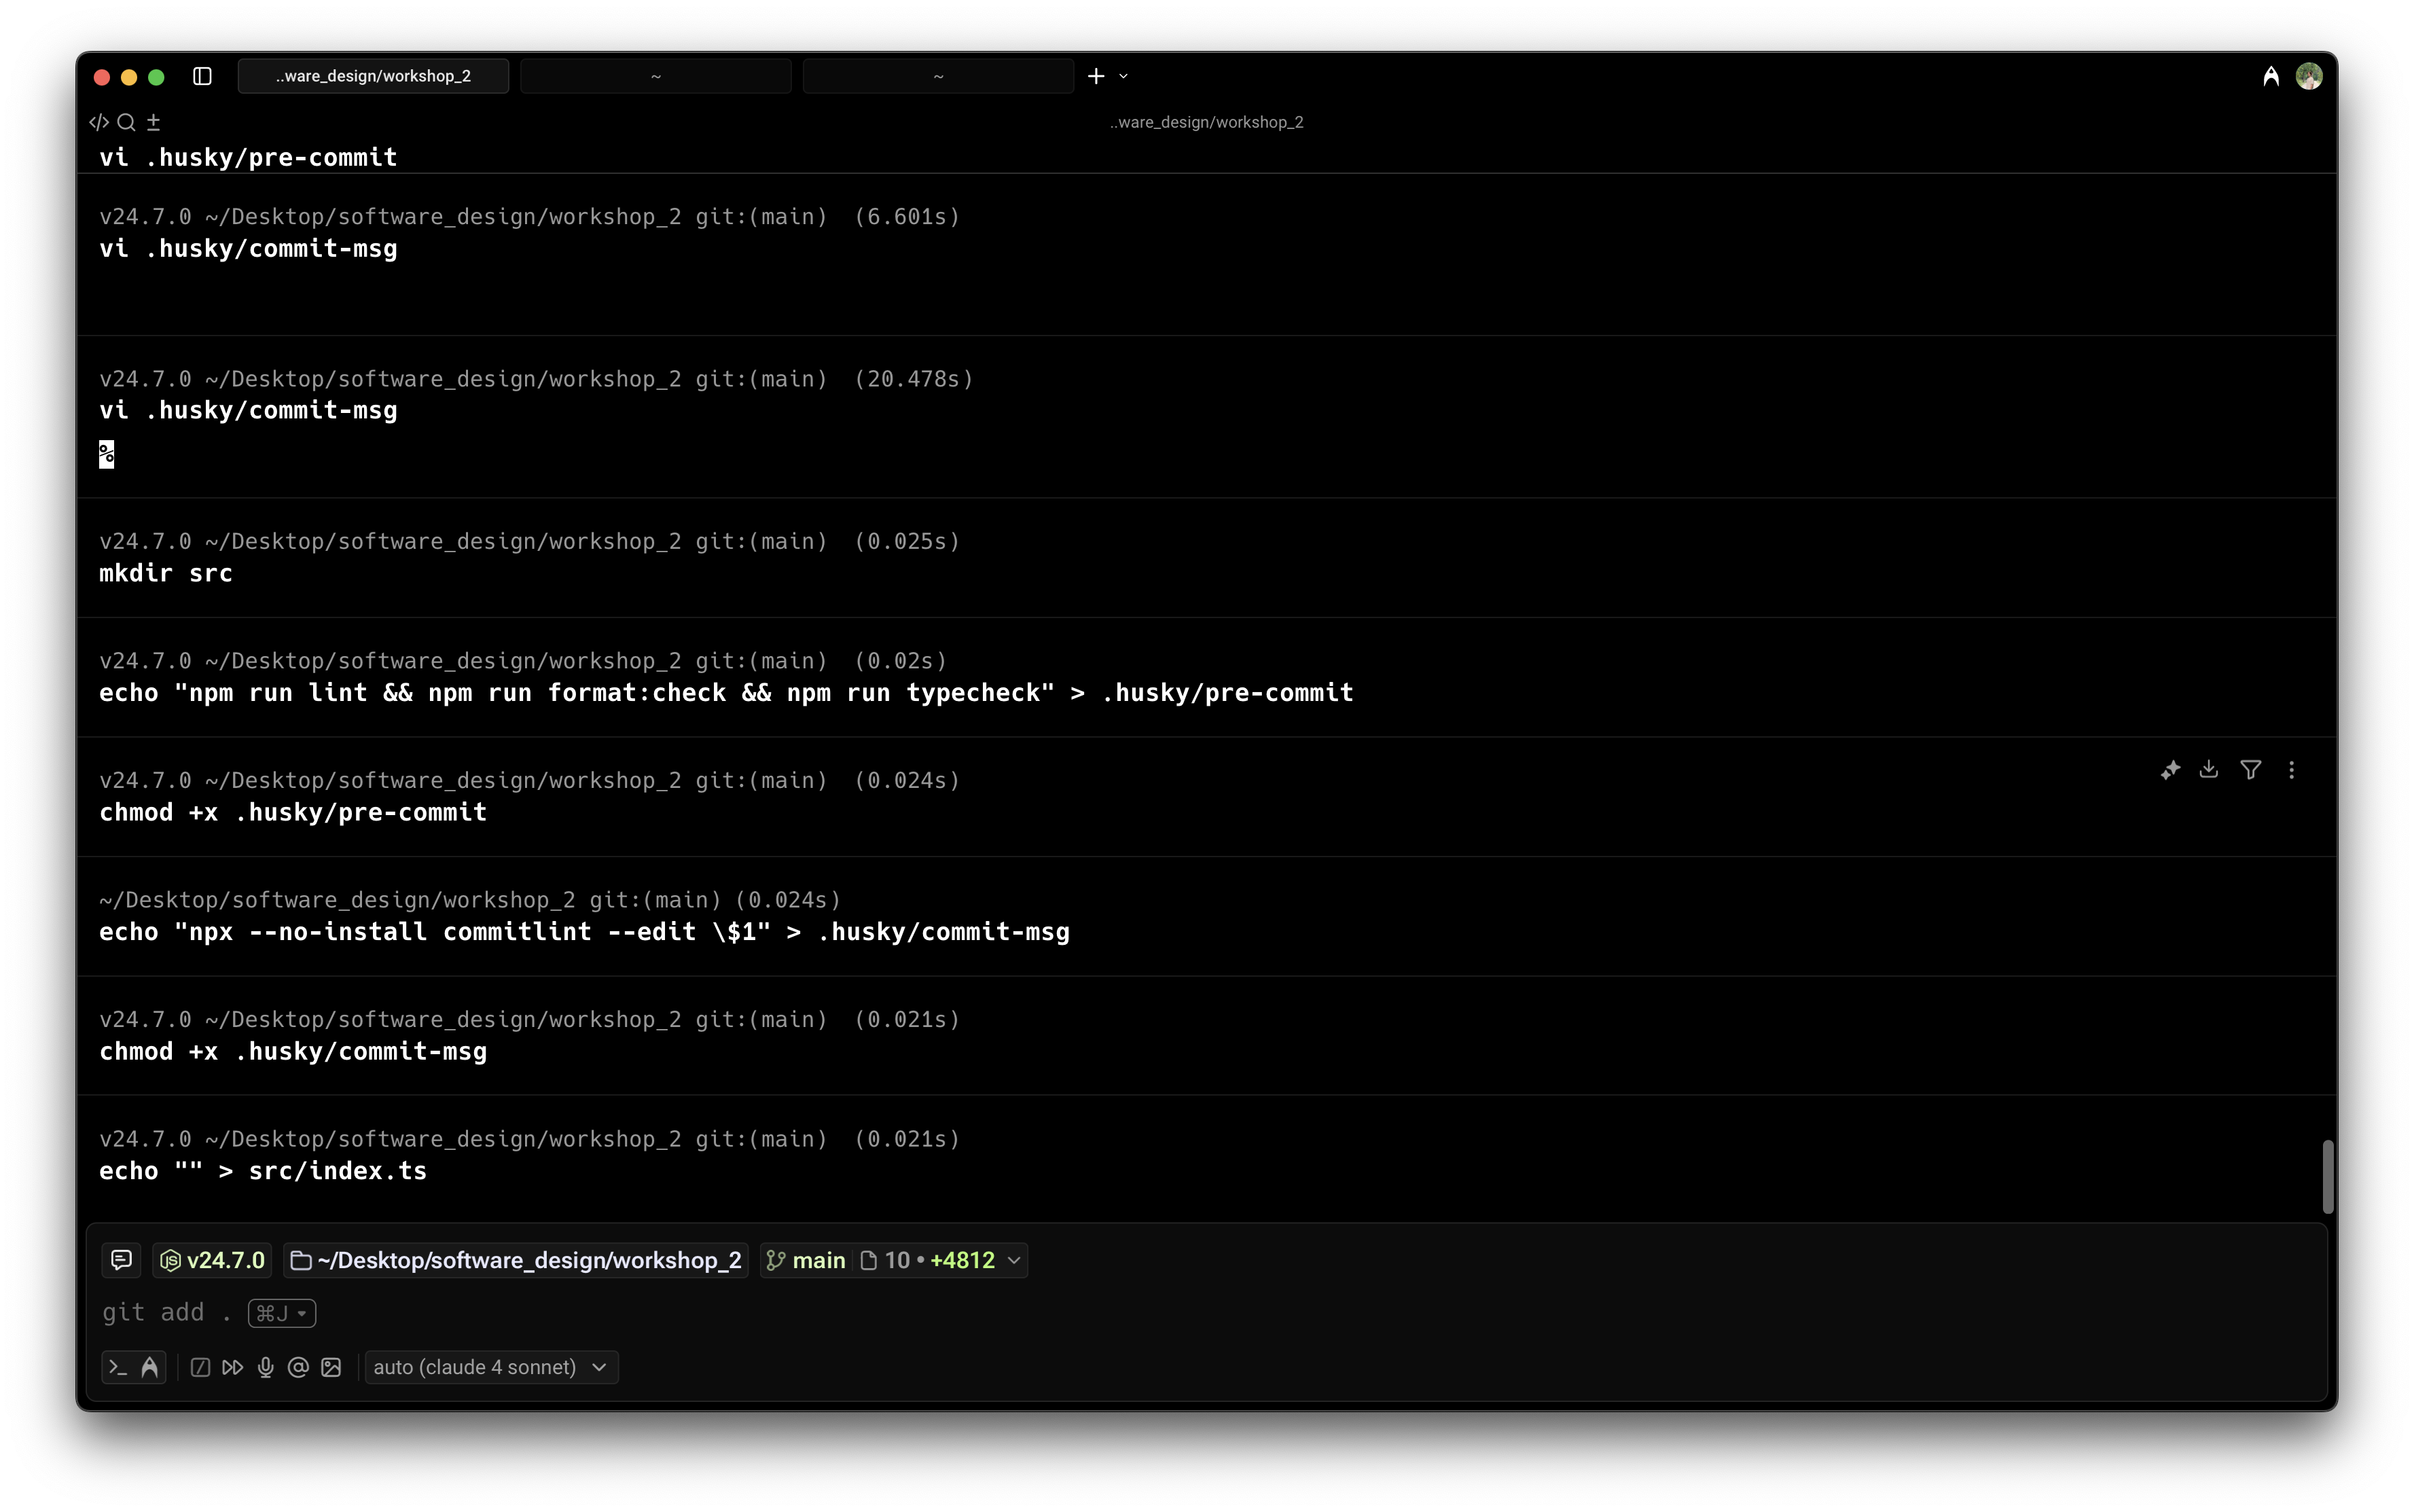 ..ware_design/workshop_2
~
~
..ware_design/workshop_2
vi .husky/pre-commit
v24.7.0 ~/Desktop/software_design/workshop_2 git:(main) (6.601s)
vi .husky/commit-msg
v24.7.0 ~/Desktop/software_design/workshop_2 git:(main) (20.478s)
vi .husky/commit-msg
%
v24.7.0 ~/Desktop/software_design/workshop_2 git:(main) (0.025s)
mkdir src
v24.7.0 ~/Desktop/software_design/workshop_2 git:(main) (0.02s)
echo "npm run lint && npm run format:check && npm run typecheck" > .husky/pre-commit
v24.7.0 ~/Desktop/software_design/workshop_2 git:(main) (0.024s)
chmod +x .husky/pre-commit
~/Desktop/software_design/workshop_2 git:(main) (0.024s)
echo "npx --no-install commitlint --edit \$1" > .husky/commit-msg
v24.7.0 ~/Desktop/software_design/workshop_2 git:(main) (0.021s)
chmod +x .husky/commit-msg
v24.7.0 ~/Desktop/software_design/workshop_2 git:(main) (0.021s)
echo "" > src/index.ts
v24.7.0 ~/Desktop/software_design/workshop_2 main 10 • +4812
git add . ⌘J
auto (claude 4 sonnet)